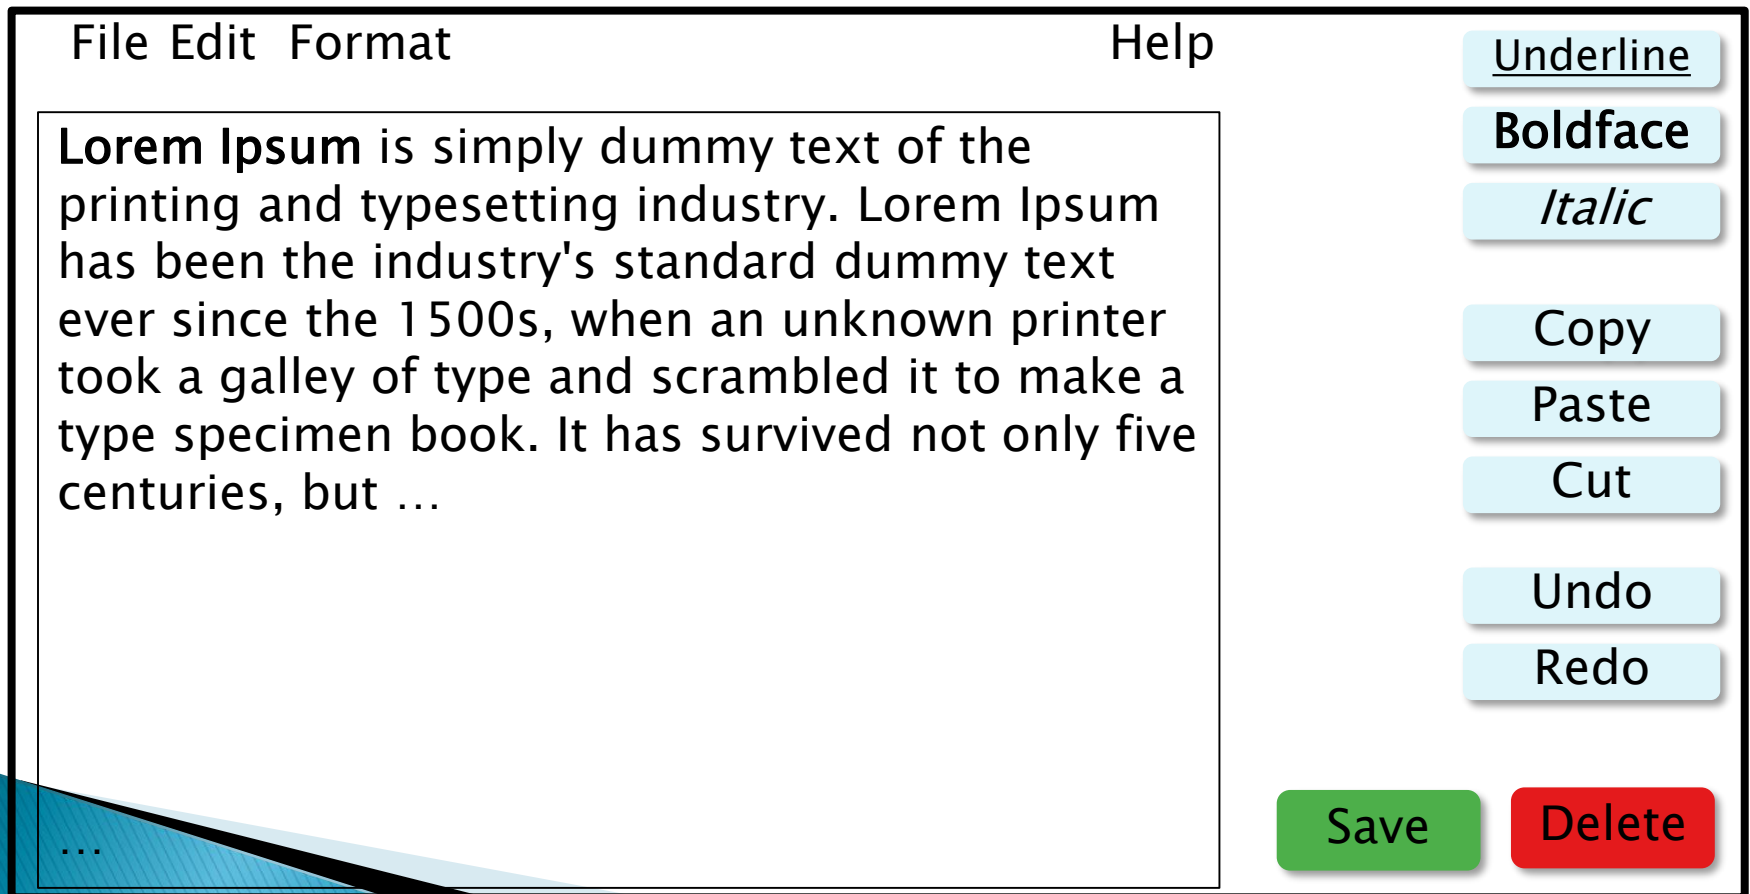 File Edit Format Help
Lorem Ipsum is simply dummy text of the
printing and typesetting industry. Lorem Ipsum
has been the industry's standard dummy text
ever since the 1500s, when an unknown printer
took a galley of type and scrambled it to make a
type specimen book. It has survived not only five
centuries, but …
…
Underline
Boldface
Italic
Copy
Paste
Cut
Undo
Redo
Save
Delete